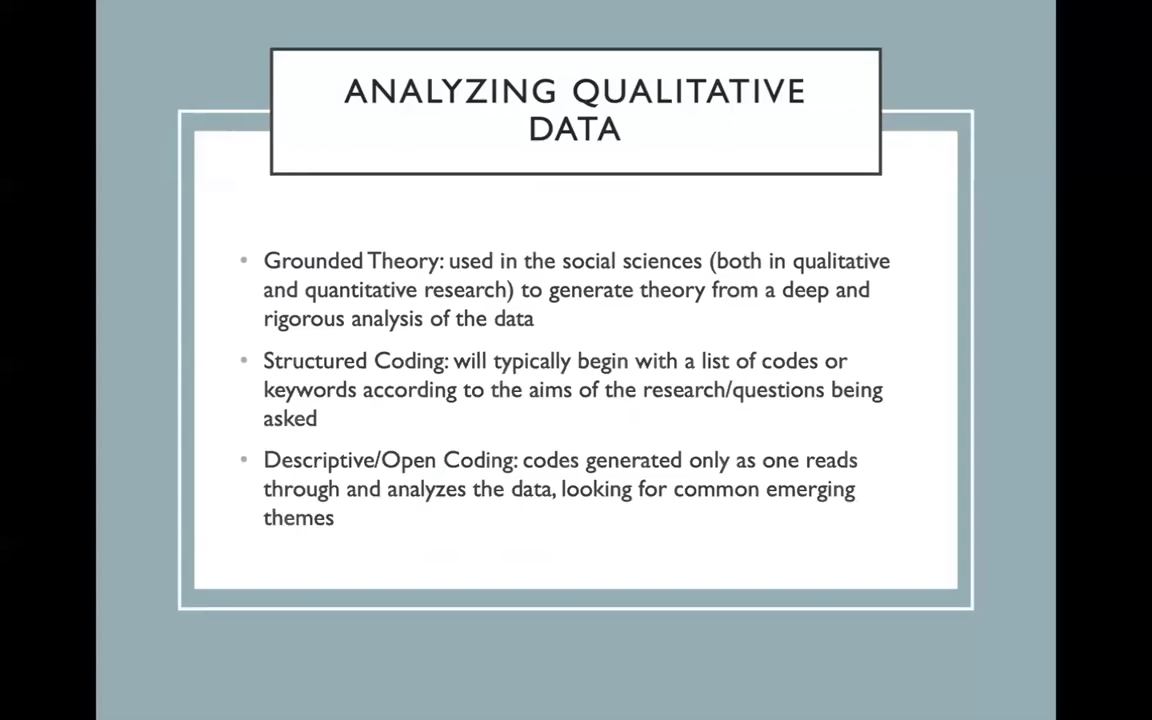 ANALYZING QUALITATIVE
DATA
• Grounded Theory: used in the social sciences (both in qualitative
and quantitative research) to generate theory from a deep and
rigorous analysis of the data
• Structured Coding: will typically begin with a list of codes or
keywords according to the aims of the research/questions being
asked
• Descriptive/Open Coding: codes generated only as one reads
through and analyzes the data, looking for common emerging
themes